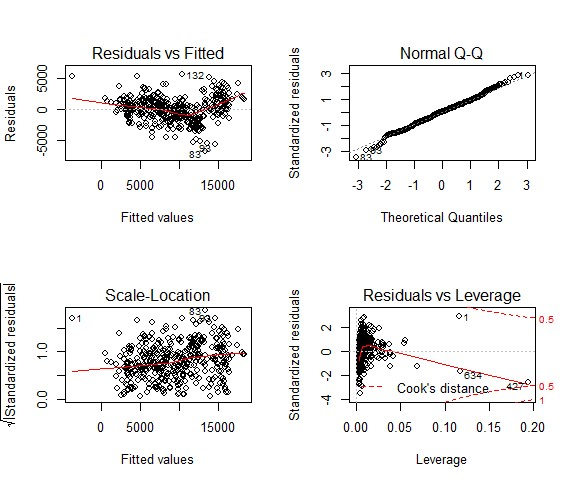 Residuals vs Fitted
Residuals
5000
0
-5000
132
83
0 5000 15000
Fitted values
Normal Q-Q
Standardized residuals
3
1
-1
-3
1
83
-3 -2 -1 0 1 2 3
Theoretical Quantiles
Scale-Location
√|Standardized residuals|
1.0
0.0
1
83
0 5000 15000
Fitted values
Residuals vs Leverage
Standardized residuals
2
0
-2
-4
1
0.5
634
427
0.5
1
Cook's distance
0.00 0.05 0.10 0.15 0.20
Leverage